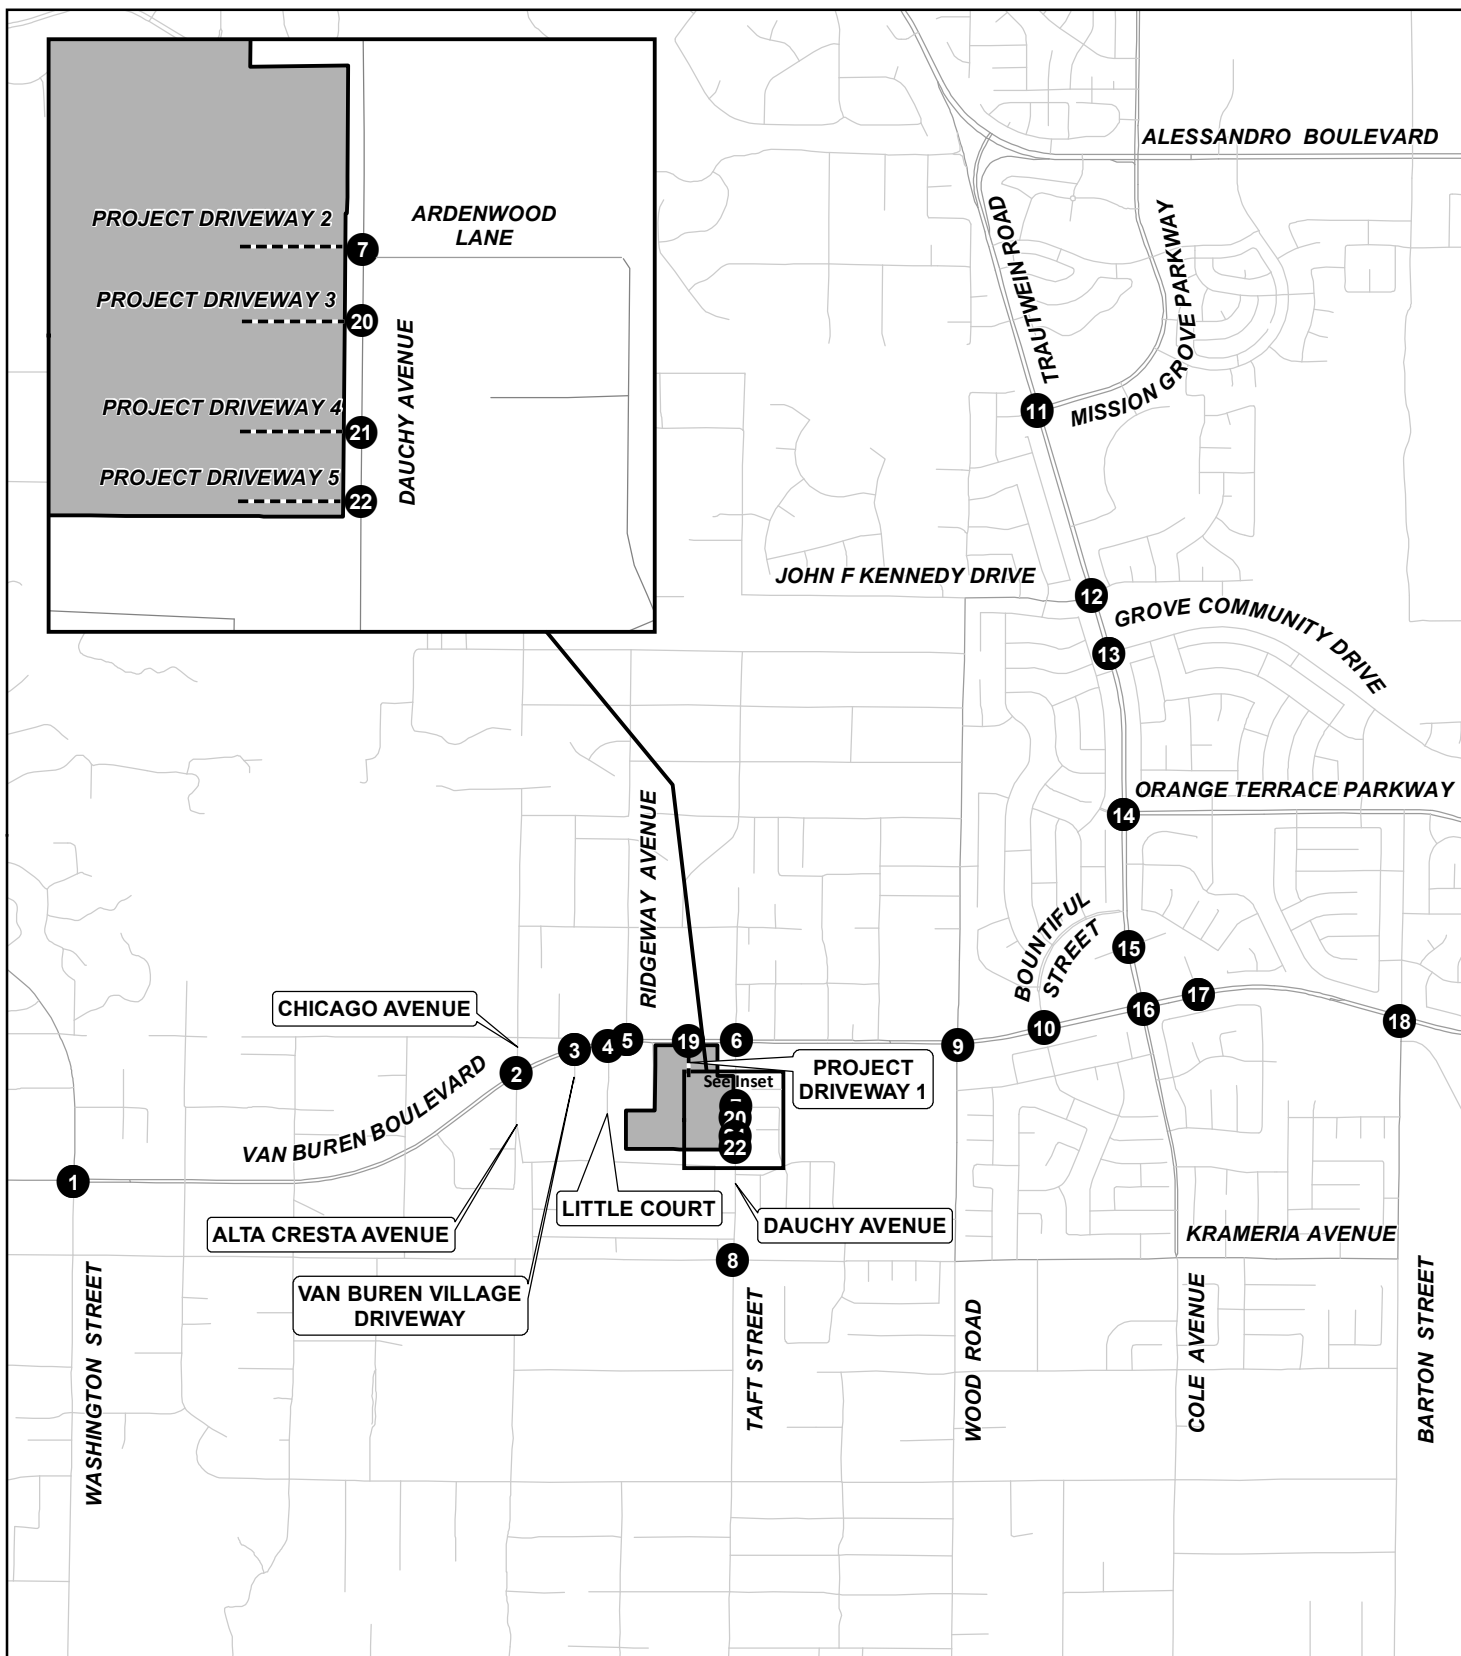 ALESSANDRO BOULEVARD
PROJECT DRIVEWAY 2
ARDENWOOD
LANE
7
PROJECT DRIVEWAY 3
20
PROJECT DRIVEWAY 4
21
PROJECT DRIVEWAY 5
22
DAUCHY AVENUE
TRAUTWEIN ROAD
MISSION GROVE PARKWAY
11
JOHN F KENNEDY DRIVE
12
GROVE COMMUNITY DRIVE
13
ORANGE TERRACE PARKWAY
14
RIDGEWAY AVENUE
BOUNTIFUL
STREET
15
CHICAGO AVENUE
17
16
18
10
9
6
19
5
4
3
2
VAN BUREN BOULEVARD
PROJECT
DRIVEWAY 1
See Inset
7
20
22
1
LITTLE COURT
DAUCHY AVENUE
ALTA CRESTA AVENUE
KRAMERIA AVENUE
8
VAN BUREN VILLAGE
DRIVEWAY
WASHINGTON STREET
TAFT STREET
WOOD ROAD
COLE AVENUE
BARTON STREET